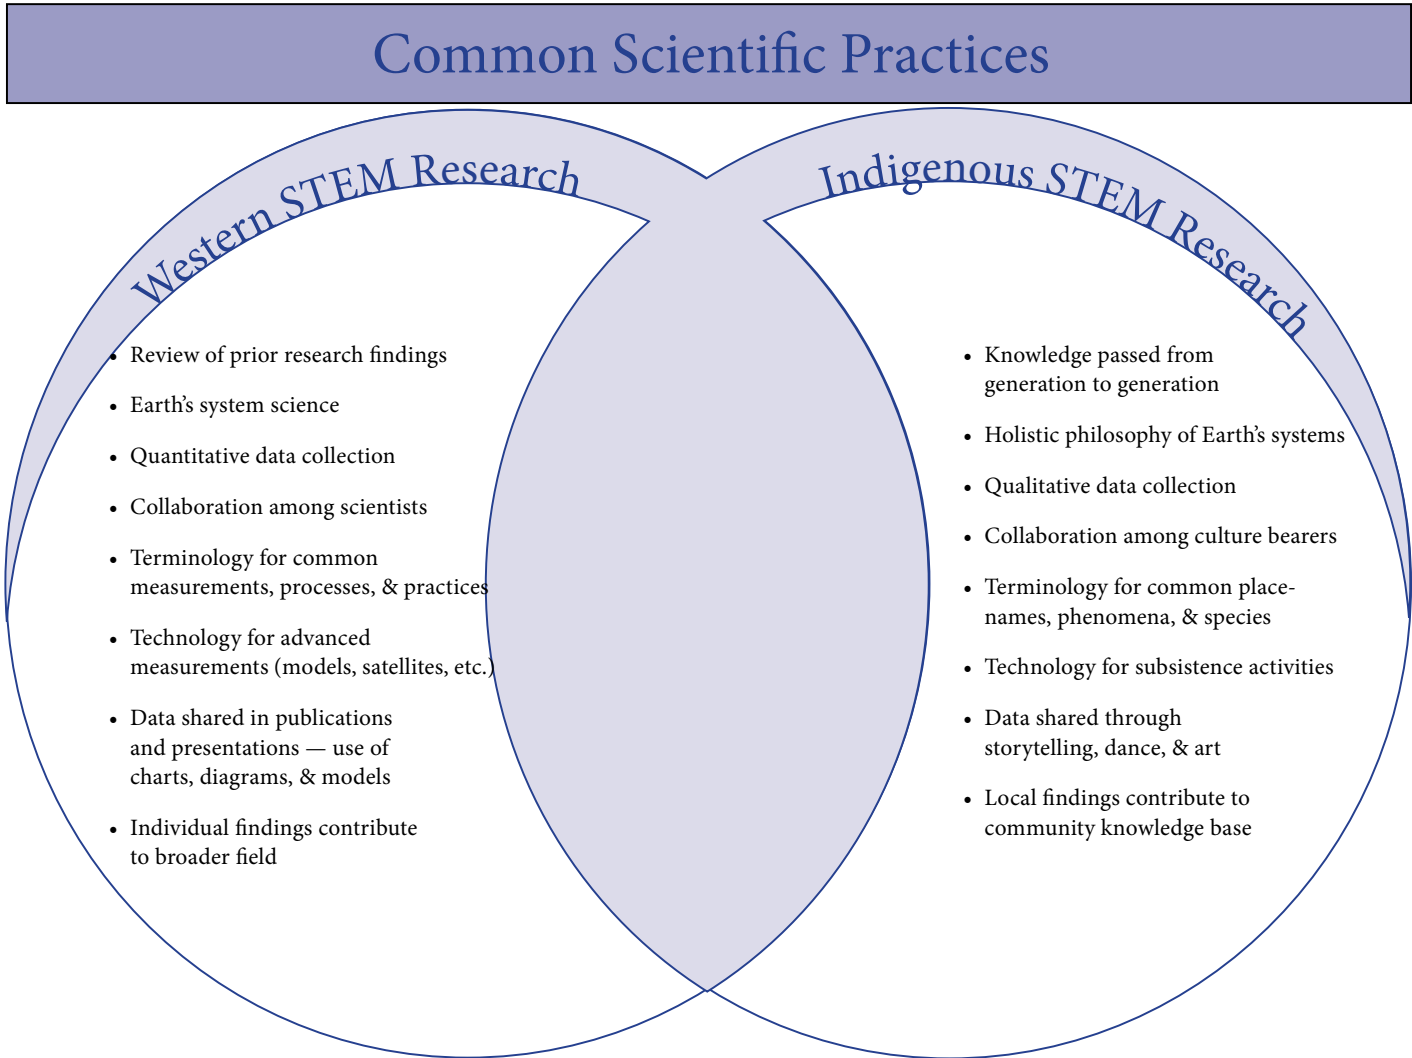 Common Scientific Practices
Western STEM Research
• Review of prior research findings
• Earth’s system science
• Quantitative data collection
• Collaboration among scientists
• Terminology for common
measurements, processes, & practices
• Technology for advanced
measurements (models, satellites, etc.)
• Data shared in publications
and presentations — use of
charts, diagrams, & models
• Individual findings contribute
to broader field
Indigenous STEM Research
• Knowledge passed from
generation to generation
• Holistic philosophy of Earth’s systems
• Qualitative data collection
• Collaboration among culture bearers
• Terminology for common place-
names, phenomena, & species
• Technology for subsistence activities
• Data shared through
storytelling, dance, & art
• Local findings contribute to
community knowledge base